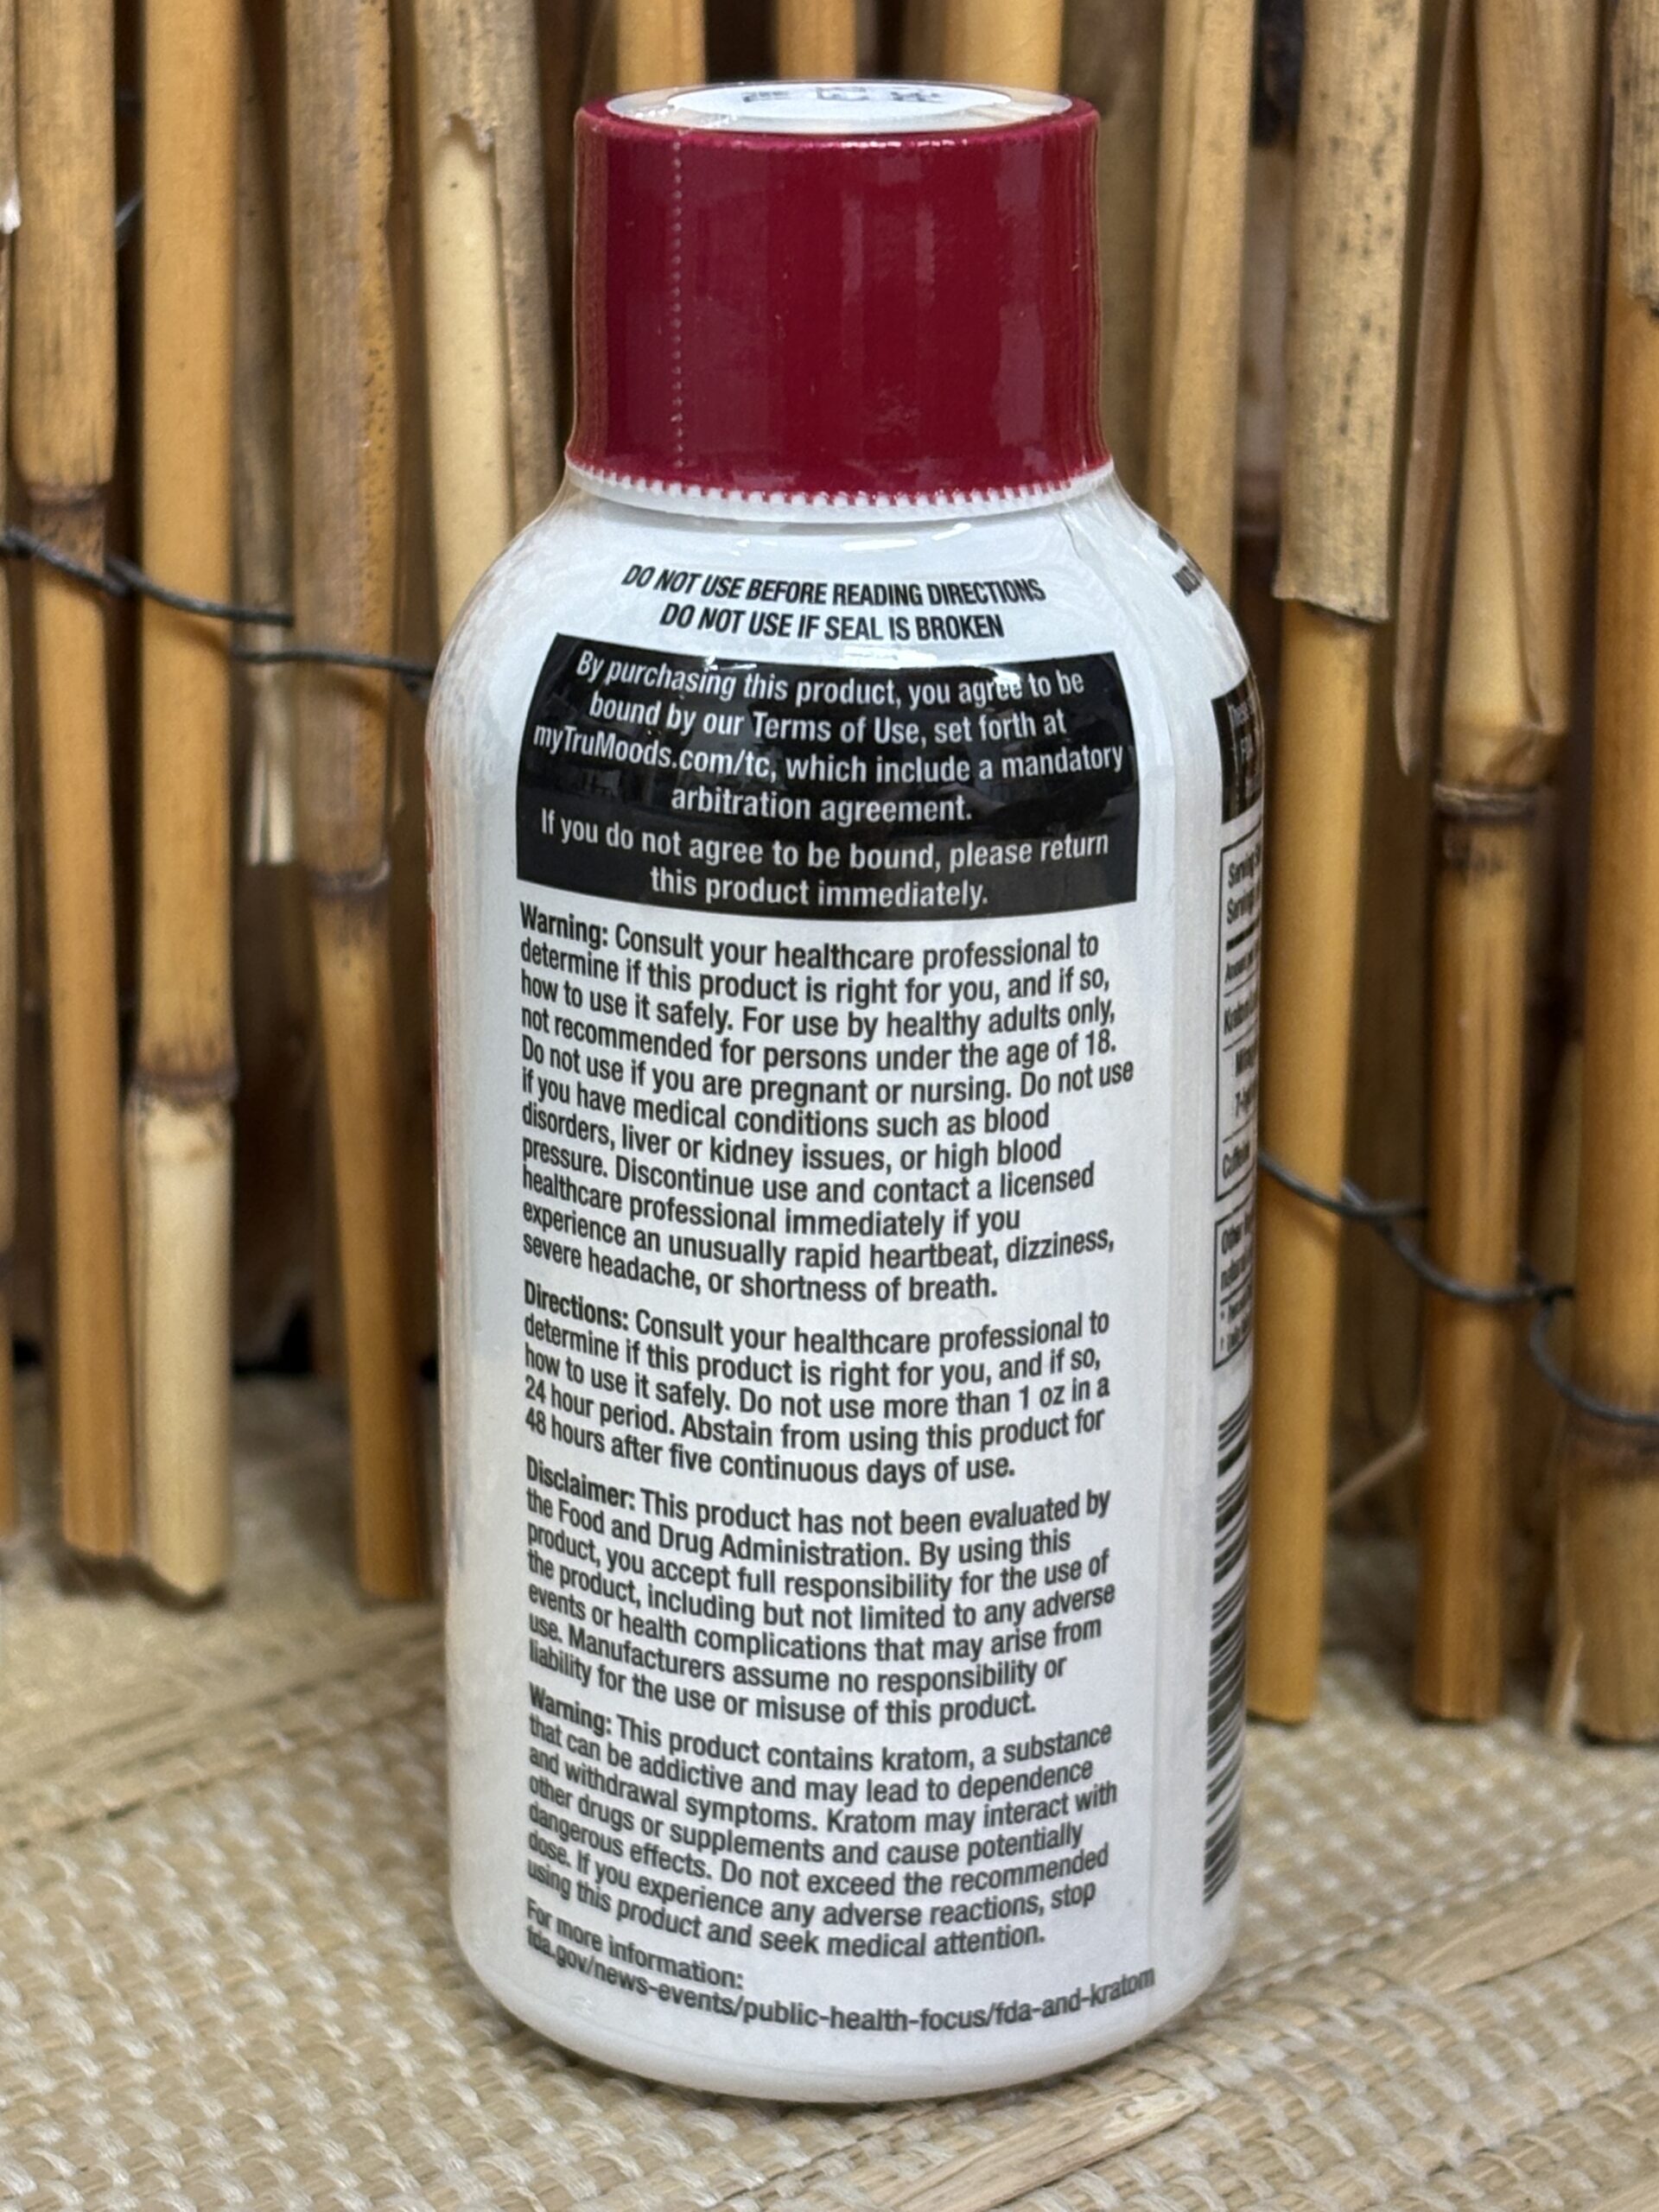 DO NOT USE BEFORE READING DIRECTIONS
DO NOT USE IF SEAL IS BROKEN
By purchasing this product, you agree to be
bound by our Terms of Use, set forth at
myTruMoods.com/tc, which include a mandatory
arbitration agreement.
If you do not agree to be bound, please return
this product immediately.
Warning: Consult your healthcare professional to
determine if this product is right for you, and if so,
how to use it safely. For use by healthy adults only,
not recommended for persons under the age of 18.
Do not use if you are pregnant or nursing. Do not use
if you have medical conditions such as blood
disorders, liver or kidney issues, or high blood
pressure. Discontinue use and contact a licensed
healthcare professional immediately if you
experience an unusually rapid heartbeat, dizziness,
severe headache, or shortness of breath.
Directions: Consult your healthcare professional to
determine if this product is right for you, and if so,
how to use it safely. Do not use more than 1 oz in a
24 hour period. Abstain from using this product for
48 hours after five continuous days of use.
Disclaimer: This product has not been evaluated by
the Food and Drug Administration. By using this
product, you accept full responsibility for the use of
the product, including but not limited to any adverse
events or health complications that may arise from
use. Manufacturers assume no responsibility or
liability for the use or misuse of this product.
Warning: This product contains kratom, a substance
that can be addictive and may lead to dependence
and withdrawal symptoms. Kratom may interact with
other drugs or supplements and cause potentially
dangerous effects. Do not exceed the recommended
dose. If you experience any adverse reactions, stop
using this product and seek medical attention.
For more information:
fda.gov/news-events/public-health-focus/fda-and-kratom